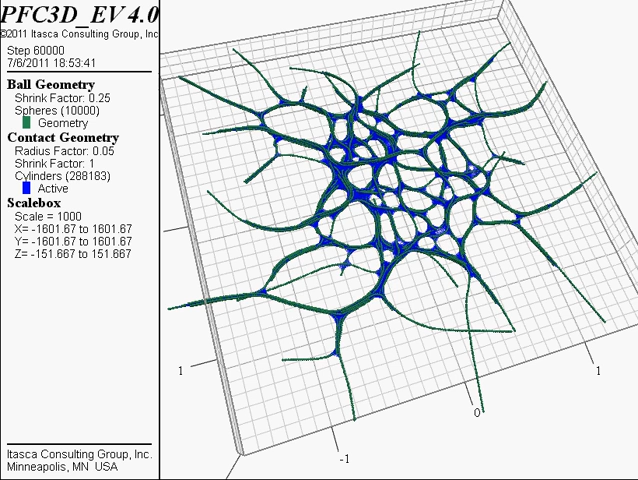 PFC3D_EV 4.0
©2011 Itasca Consulting Group, Inc
Step 60000
7/6/2011 18:53:41
Ball Geometry
Shrink Factor: 0.25
Spheres (10000)
Geometry
Contact Geometry
Radius Factor: 0.05
Shrink Factor: 1
Cylinders (288183)
Active
Scalebox
Scale = 1000
X= -1601.67 to 1601.67
Y= -1601.67 to 1601.67
Z= -151.667 to 151.667
Itasca Consulting Group, Inc.
Minneapolis, MN USA
1
1
0
-1